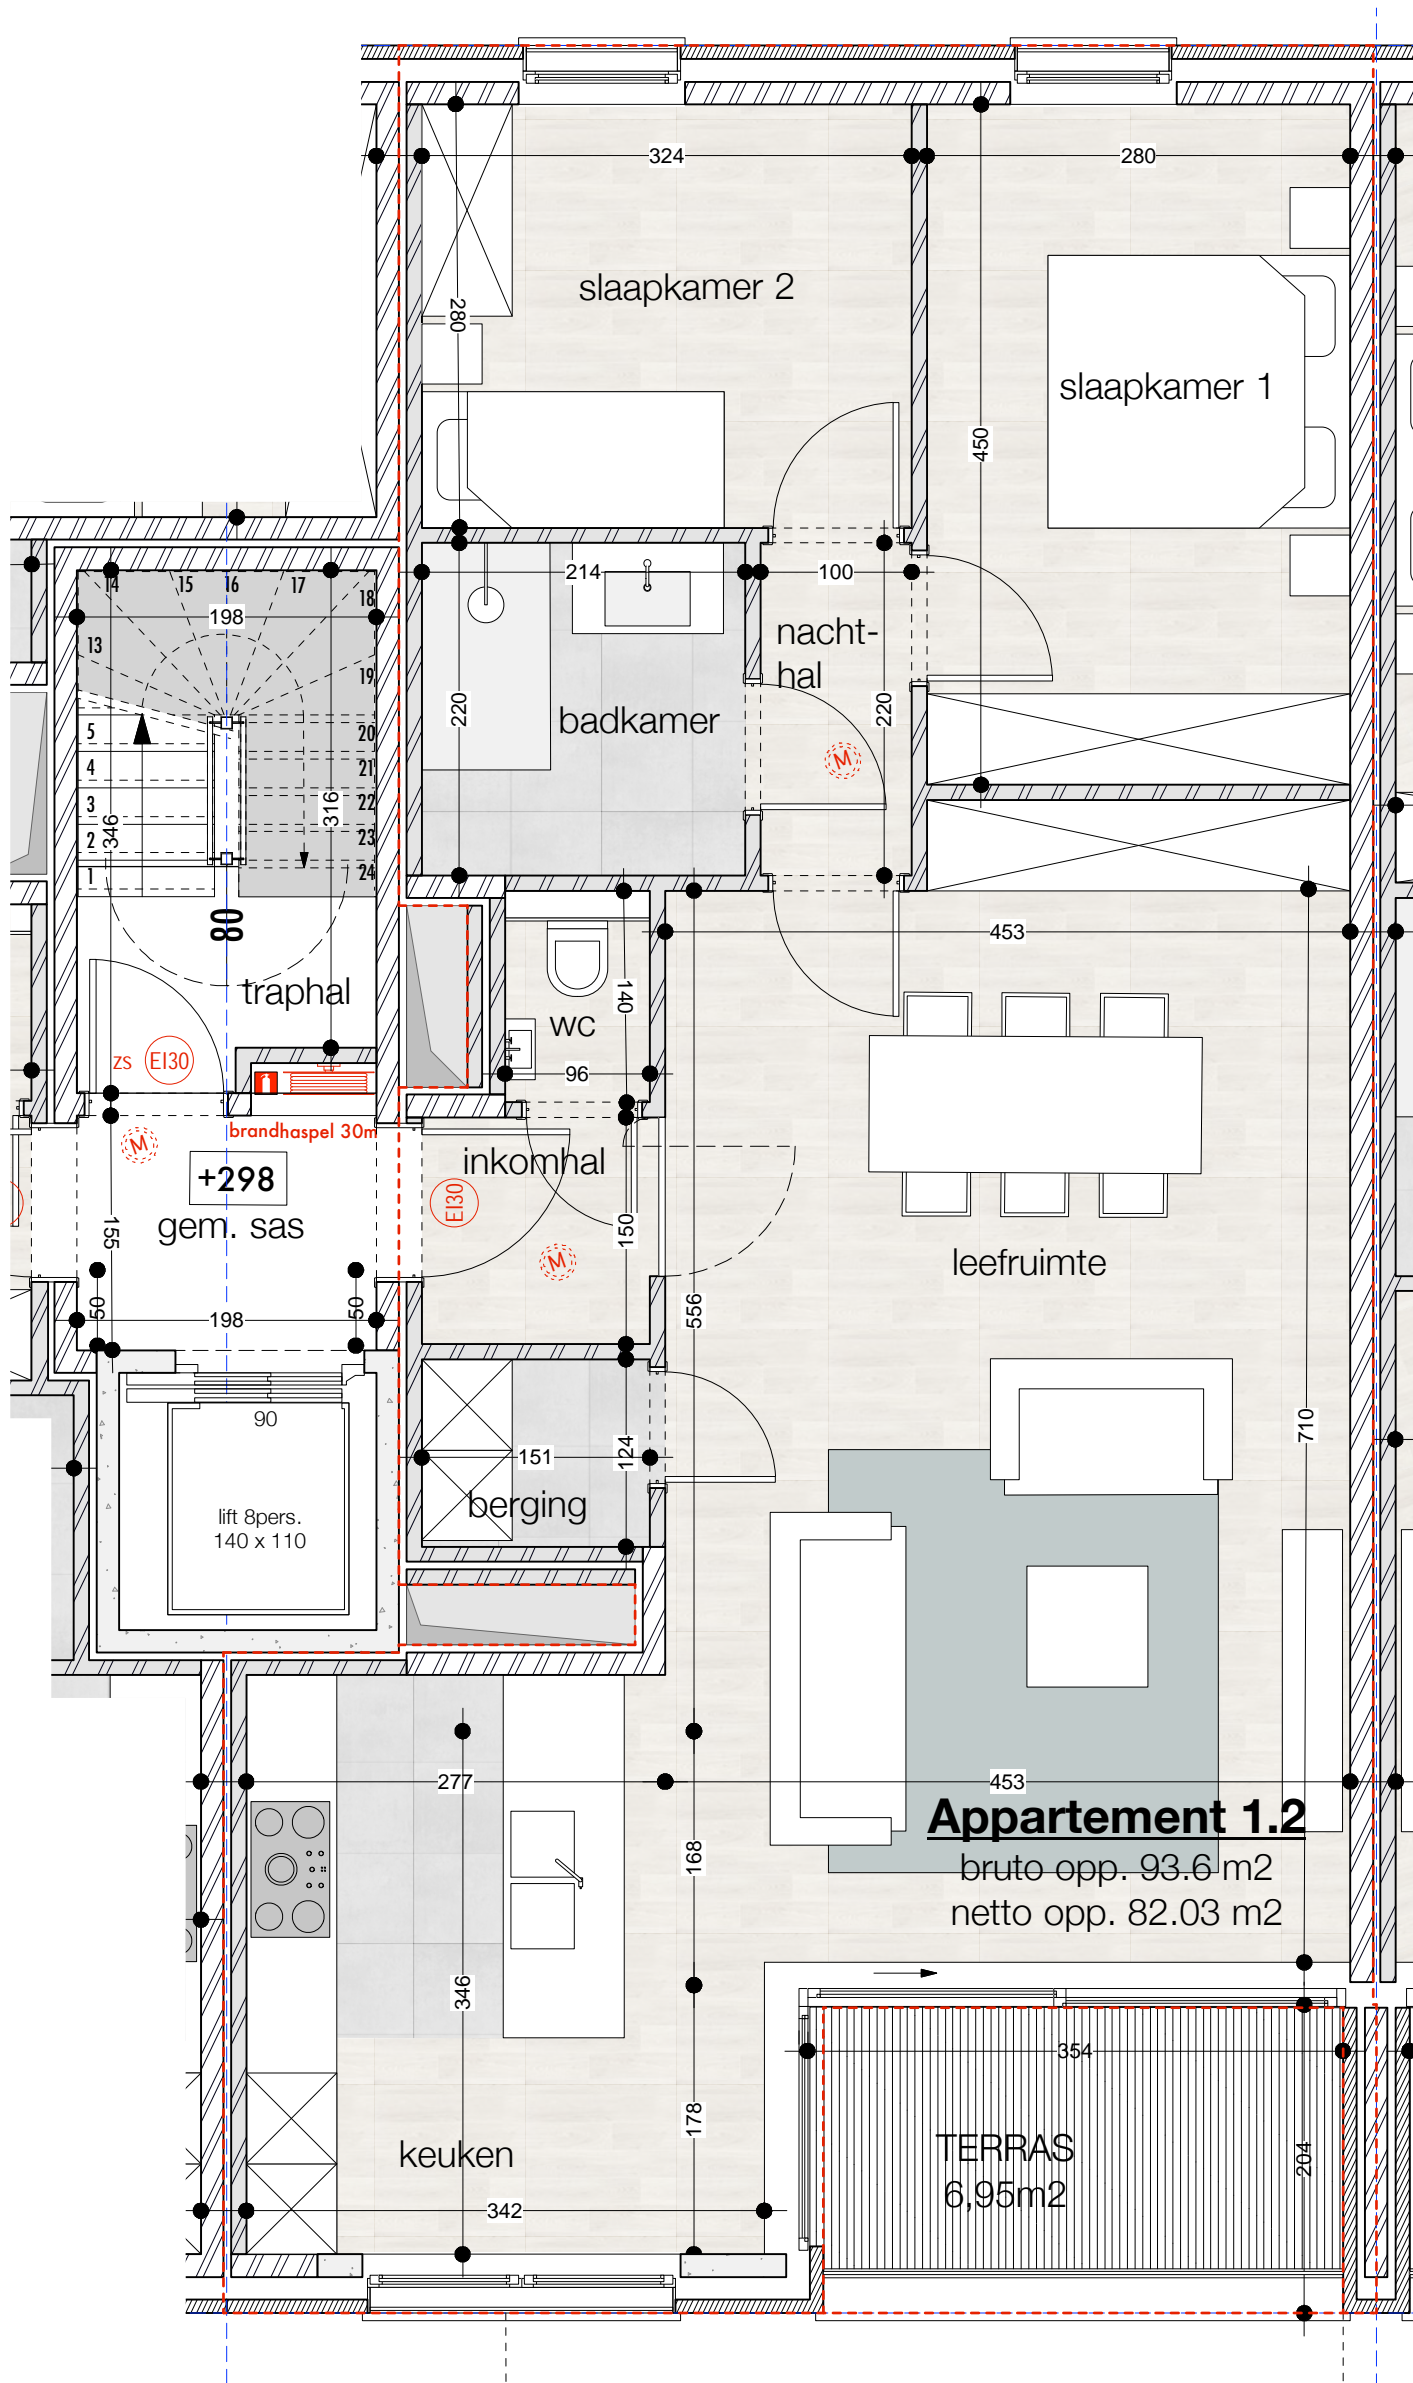 324
280
slaapkamer 2
280
slaapkamer 1
450
214
100
14
15
16
17
18
198
13
19
nacht-
hal
220
220
badkamer
M
5
20
4
21
3
22
346
316
2
23
1
24
80
453
traphal
140
wc
zs
EI30
96
brandhaspel 30m
M
inkomhal
+298
EI30
gem. sas
155
150
M
leefruimte
50
50
198
556
90
710
151
124
berging
lift 8pers.
140 x 110
277
453
Appartement 1.2
168
bruto opp. 93.6 m2
netto opp. 82.03 m2
346
354
178
TERRAS
6,95m2
204
keuken
342